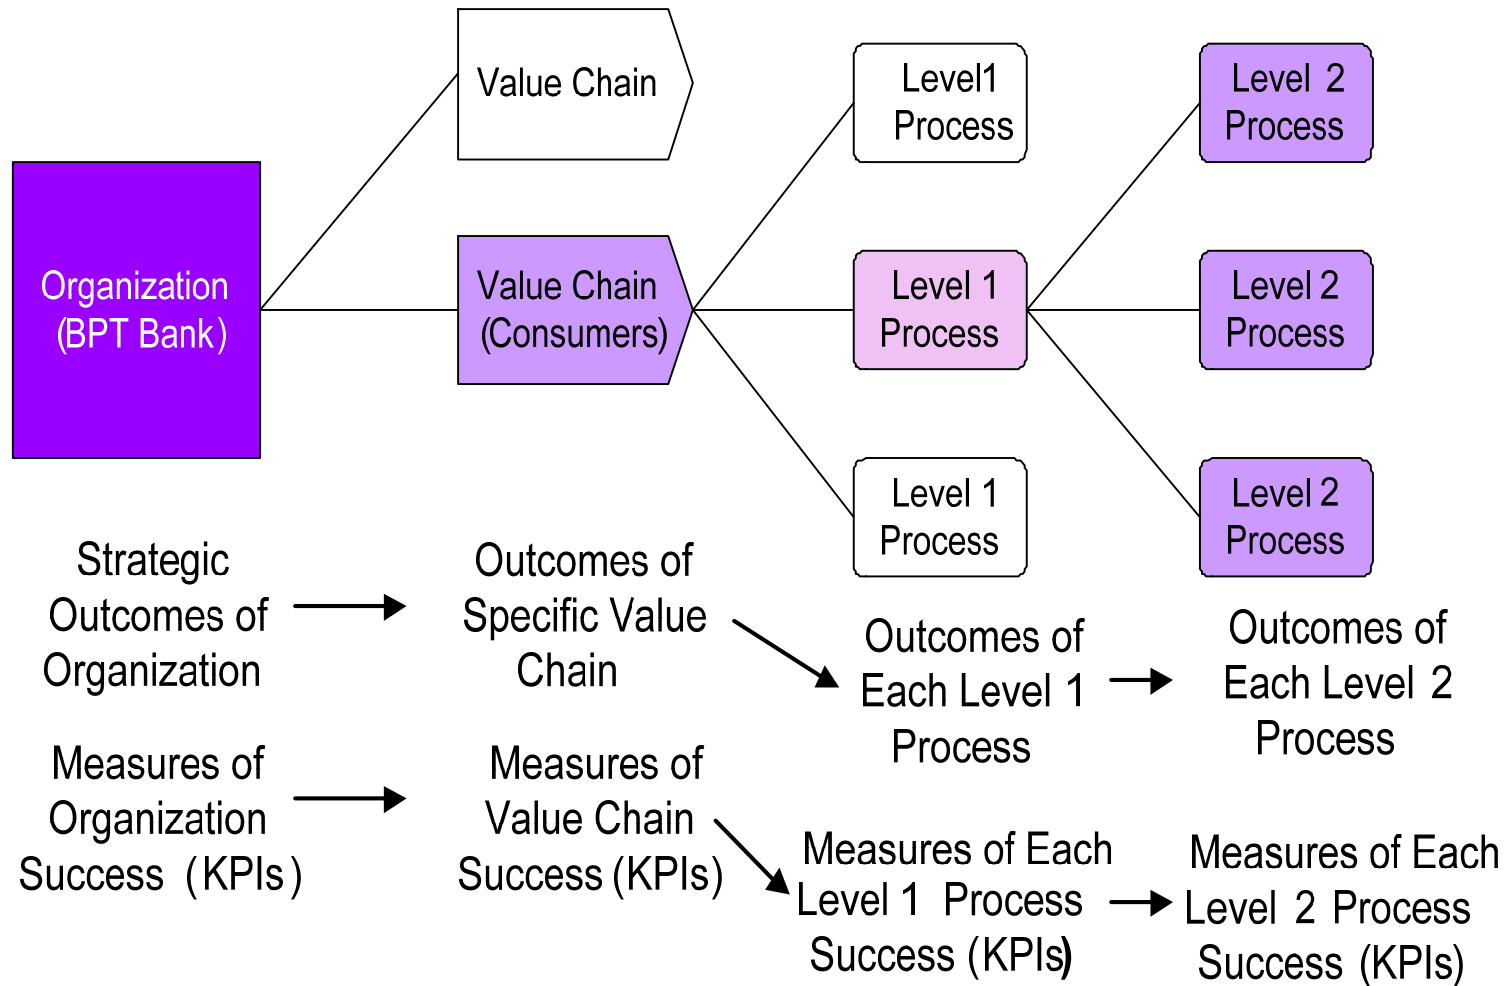 Value Chain
Level1
Process
Level 2
Process
Organization
(BPT Bank)
Value Chain
(Consumers)
Level 1
Process
Level 2
Process
Level 1
Process
Level 2
Process
Strategic
Outcomes of
Organization
Outcomes of
Specific Value
Chain
Outcomes of
Each Level 1
Process
Outcomes of
Each Level 2
Process
Measures of
Organization
Success (KPIs)
Measures of
Value Chain
Success (KPIs)
Measures of Each
Level 1 Process
Success (KPIs)
Measures of Each
Level 2 Process
Success (KPIs)